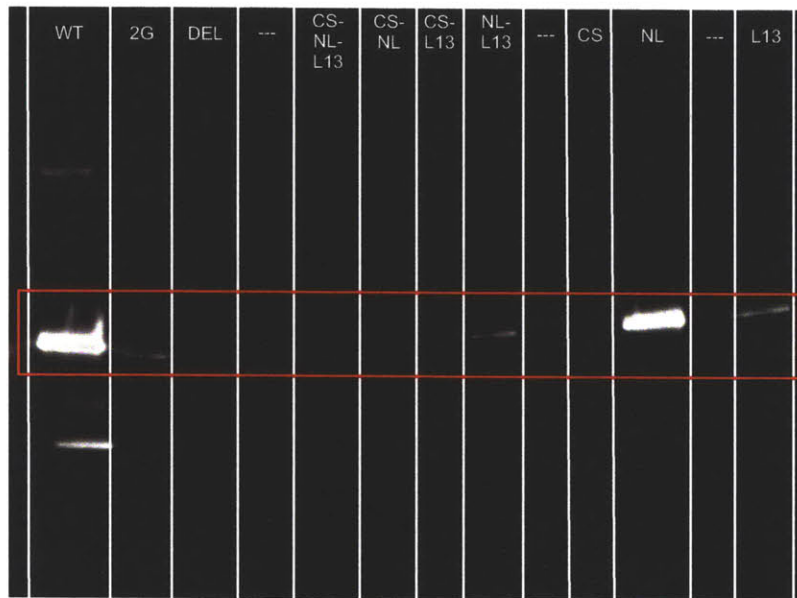 WT
2G
DEL
---
CS-
NL-
L13
CS-
NL
CS-
L13
NL-
L13
---
CS
NL
---
L13